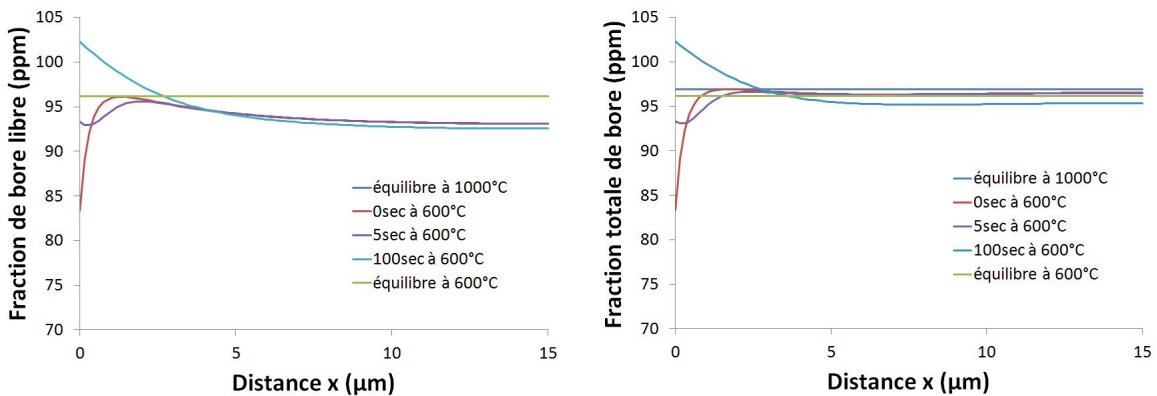 Fraction de bore libre (ppm)
105
100
95
90
85
80
75
70
0
5
10
15
Distance x (µm)
équilibre à 1000°C
0sec à 600°C
5sec à 600°C
100sec à 600°C
équilibre à 600°C
Fraction totale de bore (ppm)
105
100
95
90
85
80
75
70
0
5
10
15
Distance x (µm)
équilibre à 1000°C
0sec à 600°C
5sec à 600°C
100sec à 600°C
équilibre à 600°C